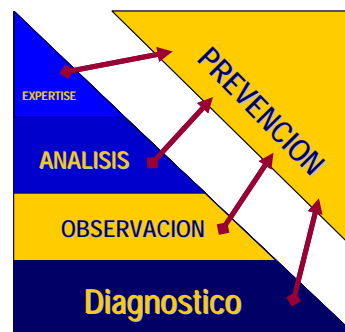 PREVENCION
EXPERTISE
ANALISIS
OBSERVACION
Diagnostico